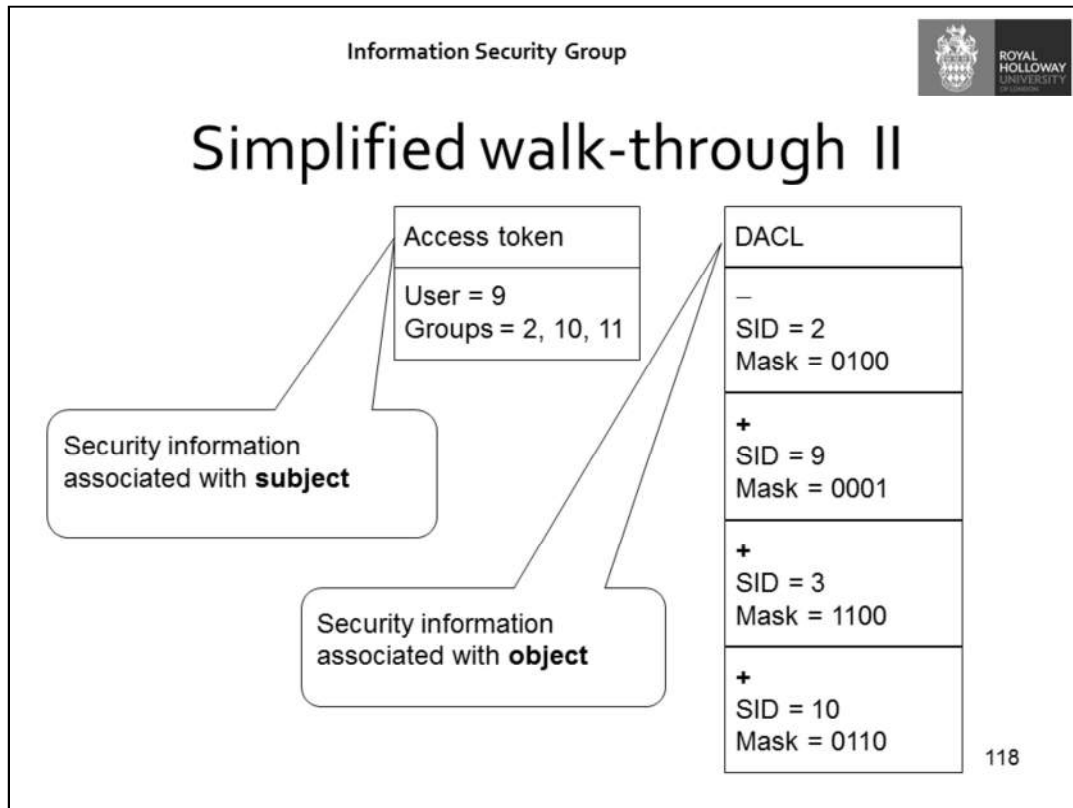 Information Security Group
ROYAL
HOLLOWAY
UNIVERSITY
OF LONDON
Simplified walk-through II
Access token
User = 9
Groups = 2, 10, 11
DACL
–
SID = 2
Mask = 0100
+
SID = 9
Mask = 0001
+
SID = 3
Mask = 1100
+
SID = 10
Mask = 0110
Security information
associated with subject
Security information
associated with object
118